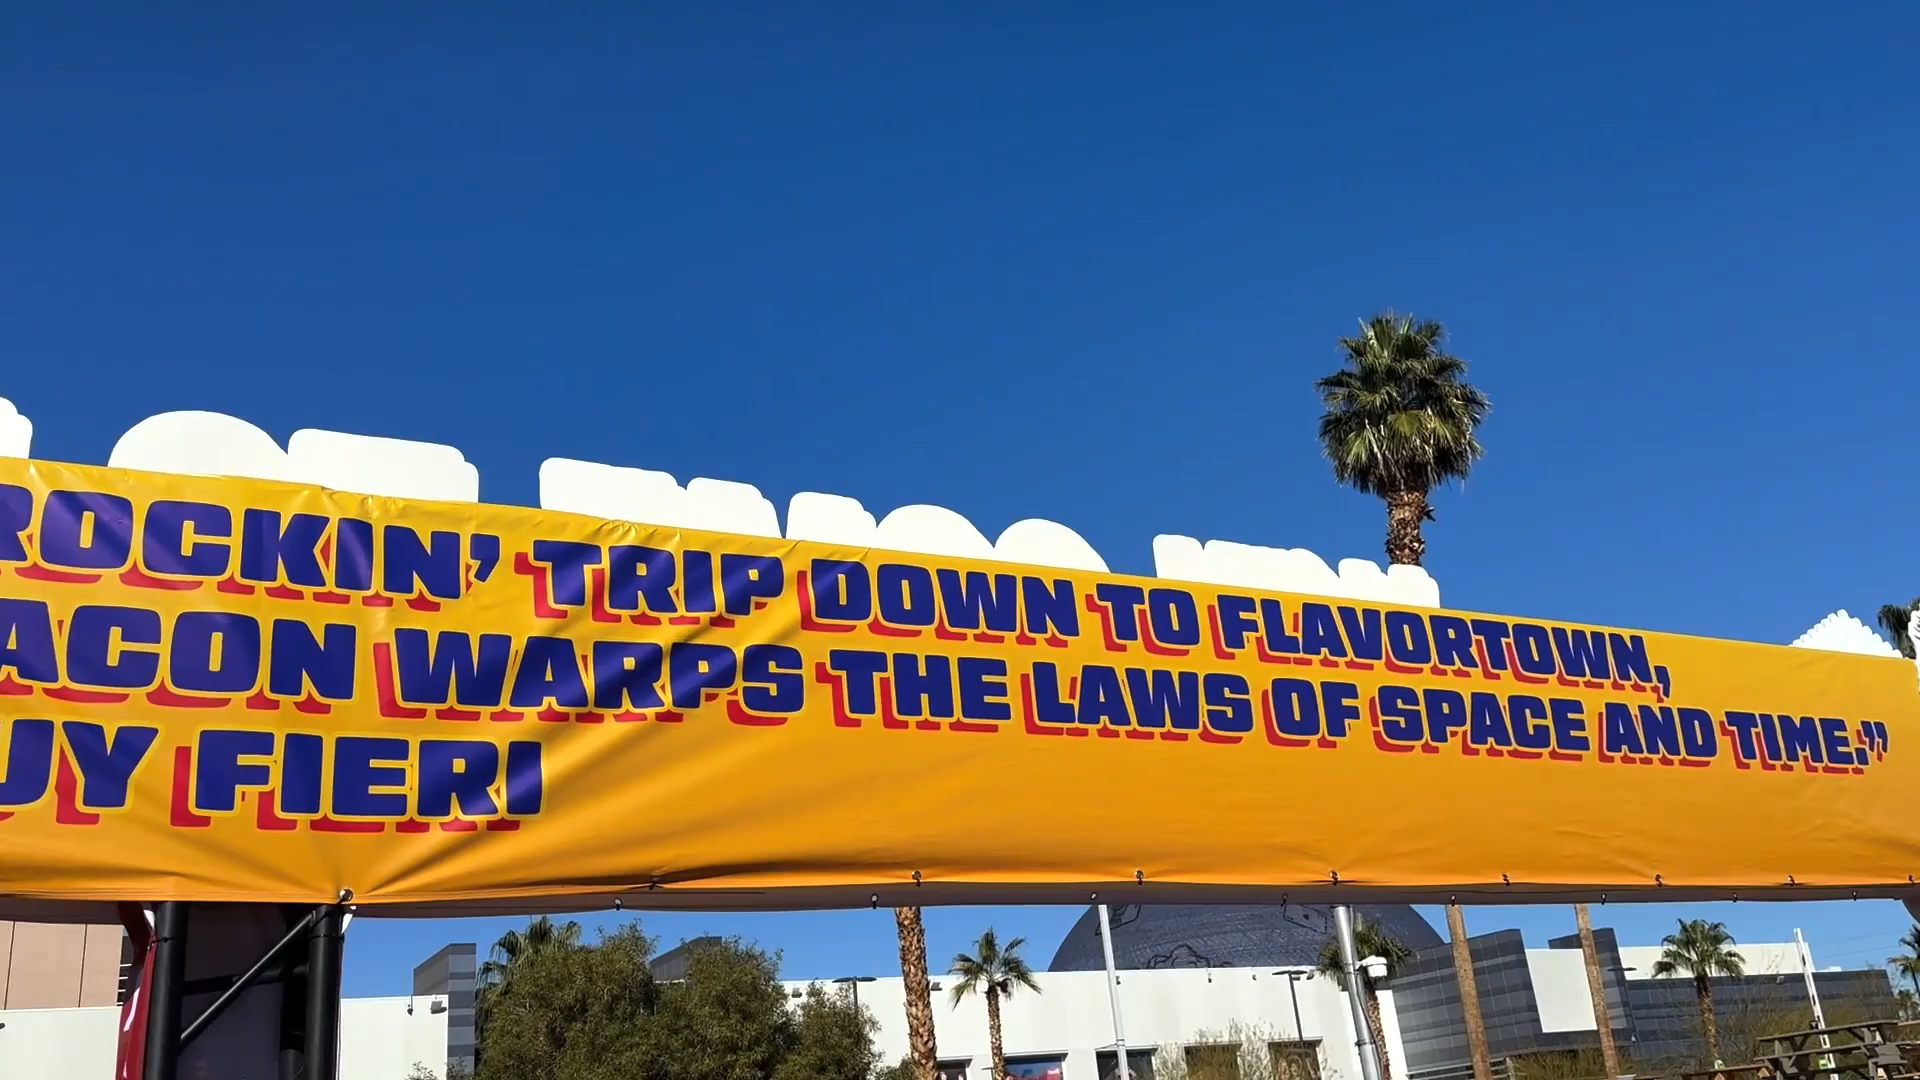 ROCKIN' TRIP DOWN TO FLAVORTOWN,
ACON WARPS THE LAWS OF SPACE AND TIME.”
UY FIERI